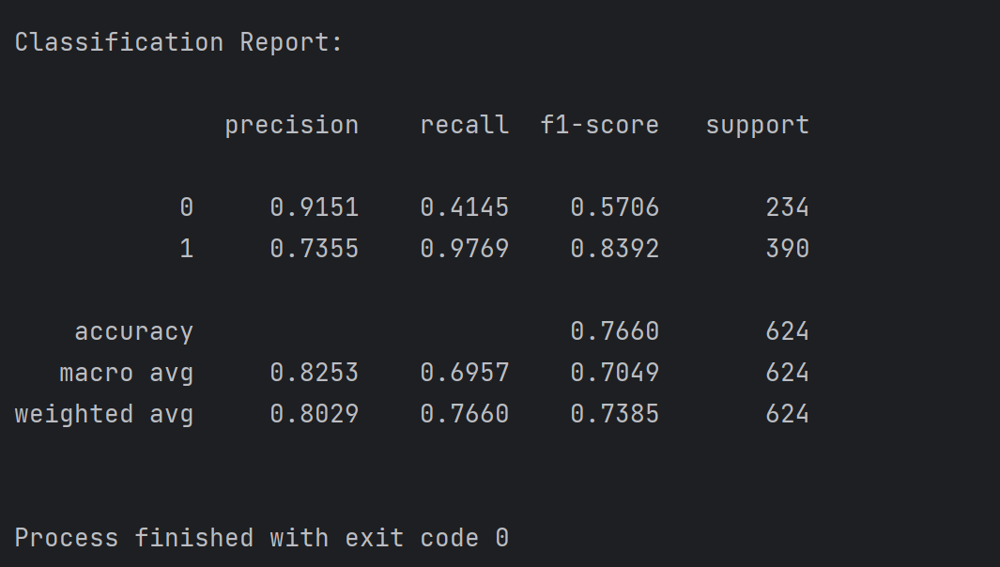 Classification Report:
precision recall f1-score support
0 0.9151 0.4145 0.5706 234
1 0.7355 0.9769 0.8392 390
accuracy 0.7660 624
macro avg 0.8253 0.6957 0.7049 624
weighted avg 0.8029 0.7660 0.7385 624
Process finished with exit code 0